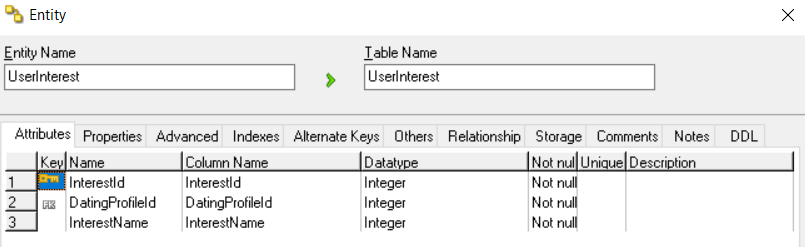 Entity
Entity Name Table Name
UserInterest UserInterest
Attributes Properties Advanced Indexes Alternate Keys Others Relationship Storage Comments Notes DDL
Key Name Column Name Datatype Not null Unique Description
1 InterestId InterestId Integer Not null
2 FK DatingProfileId DatingProfileId Integer Not null
3 InterestName InterestName Integer Not null